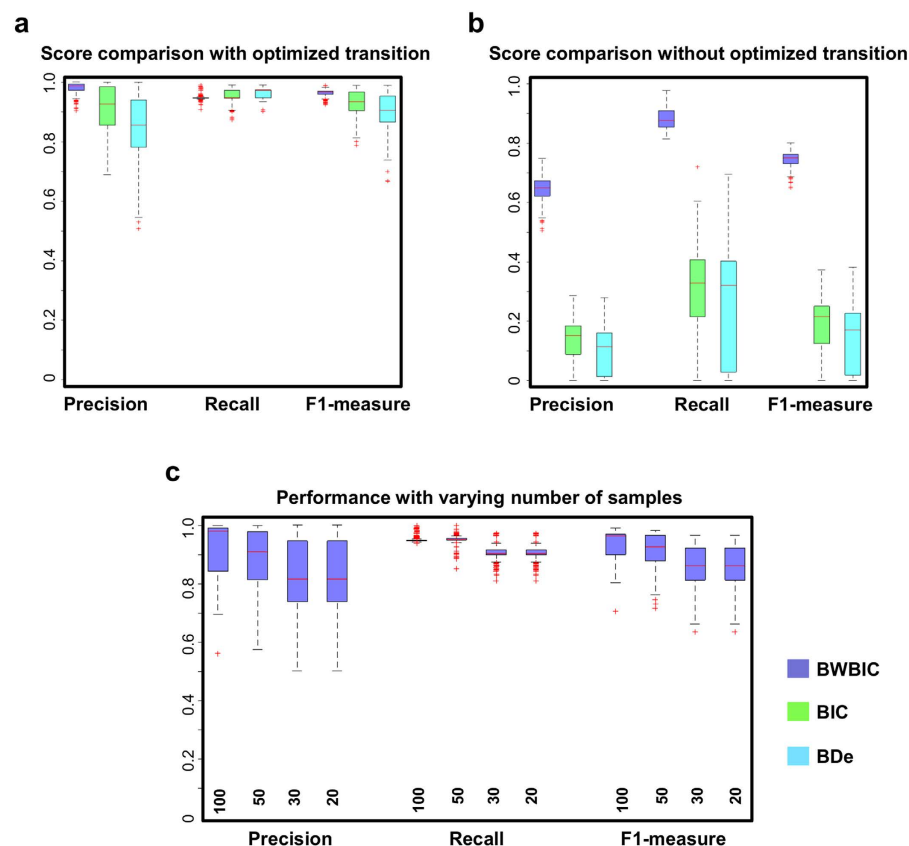 a
Score comparison with optimized transition
1.0
0.8
0.6
0.4
0.2
0
Precision Recall F1-measure
b
Score comparison without optimized transition
1.0
0.8
0.6
0.4
0.2
0
Precision Recall F1-measure
c
Performance with varying number of samples
1.0
0.8
0.6
0.4
0.2
0
100 50 30 20 100 50 30 20 100 50 30 20
Precision Recall F1-measure
BWBIC
BIC
BDe